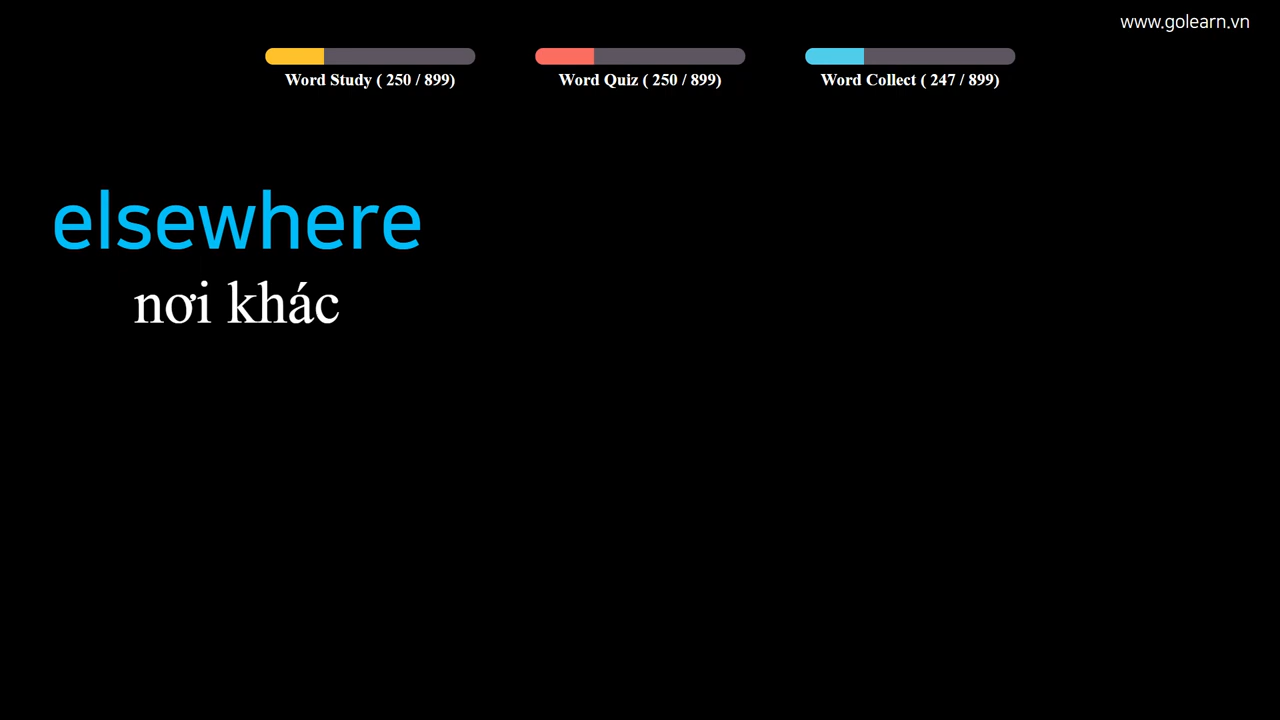 www.golearn.vn
Word Study ( 250 / 899)
Word Quiz ( 250 / 899)
Word Collect ( 247 / 899)
elsewhere
nơi khác